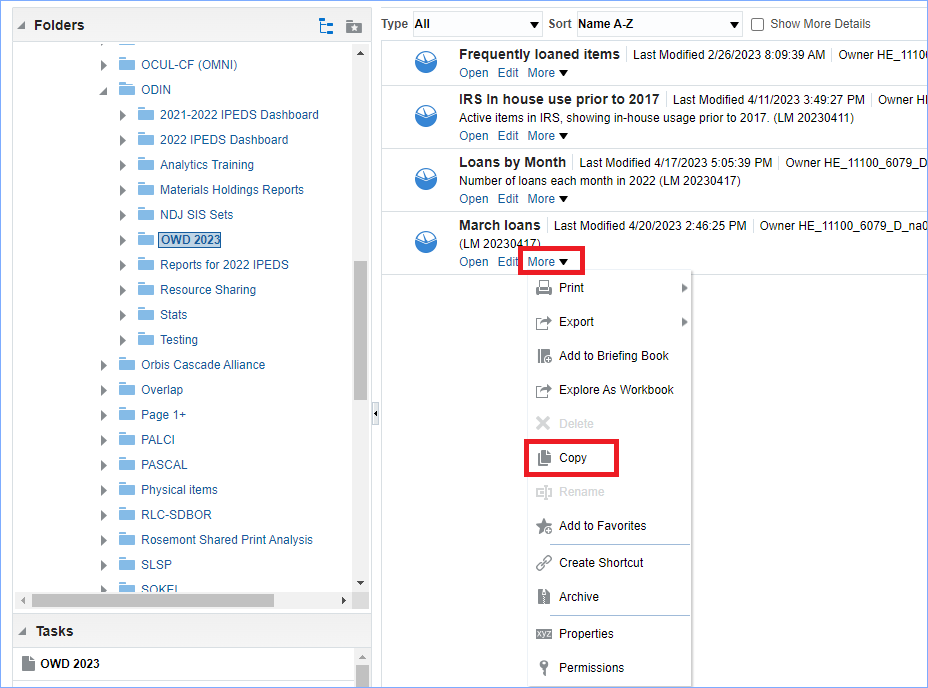 Folders
OCUL-CF (OMNI)
ODIN
2021-2022 IPEDS Dashboard
2022 IPEDS Dashboard
Analytics Training
Materials Holdings Reports
NDJ SIS Sets
OWD 2023
Reports for 2022 IPEDS
Resource Sharing
Stats
Testing
Orbis Cascade Alliance
Overlap
Page 1+
PALCI
PASCAL
Physical items
RLC-SDBOR
Rosemont Shared Print Analysis
SLSP
SOKEL
Tasks
OWD 2023
Type All Sort Name A-Z Show More Details
Frequently loaned items Last Modified 2/26/2023 8:09:39 AM Owner HE_1110
Open Edit More
IRS In house use prior to 2017 Last Modified 4/11/2023 3:49:27 PM Owner H
Active items in IRS, showing in-house usage prior to 2017. (LM 20230411)
Open Edit More
Loans by Month Last Modified 4/17/2023 5:05:39 PM Owner HE_11100_6079_D
Number of loans each month in 2022 (LM 20230417)
Open Edit More
March loans Last Modified 4/20/2023 2:46:25 PM Owner HE_11100_6079_D_na0
(LM 20230417)
Open Edit More
Print
Export
Add to Briefing Book
Explore As Workbook
Delete
Copy
Rename
Add to Favorites
Create Shortcut
Archive
xyz Properties
Permissions